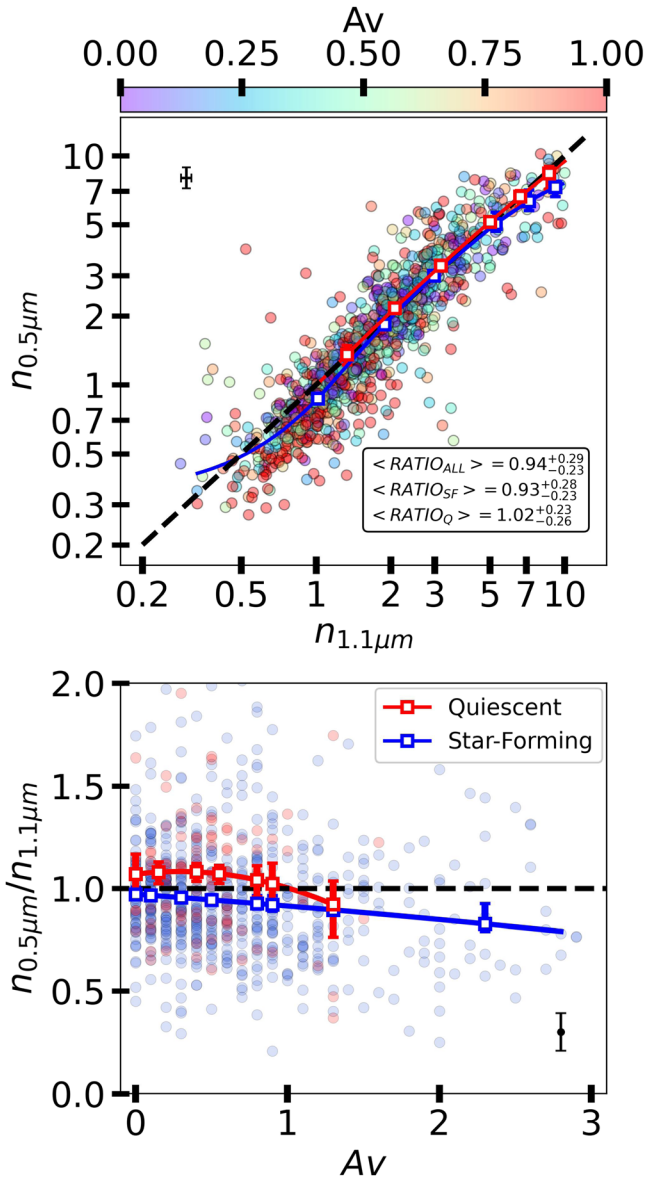 Av
0.00 0.25 0.50 0.75 1.00
10
7
5
3
2
1
0.7
0.5
0.3
0.2
n0.5μm
<RATIO_ALL> = 0.94+0.29−0.23
<RATIO_SF> = 0.93+0.28−0.23
<RATIO_Q> = 1.02+0.23−0.26
0.2 0.5 1 2 3 5 7 10
n1.1μm
2.0
1.5
1.0
0.5
0.0
n0.5μm/n1.1μm
Quiescent
Star-Forming
0 1 2 3
Av